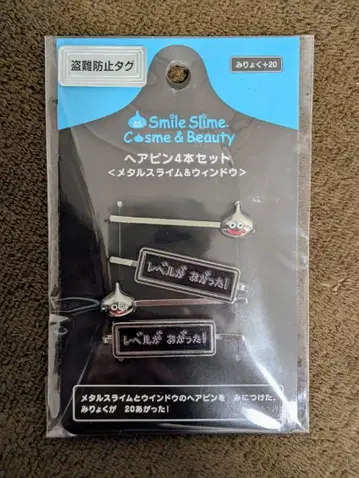 盗難防止タグ
みりょく+20
Smile Slime
Cosme & Beauty
ヘアピン4本セット
<メタルスライム&ウィンドウ>
レベルが おがった!
レベルが おがった!
メタルスライムとウインドウのヘアピンを みにつけた。
みりょくが 20あがった!